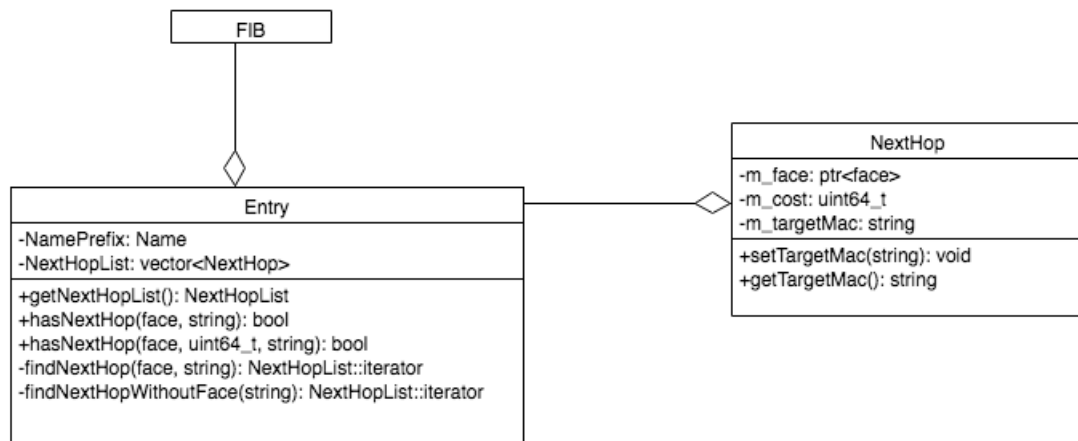 FIB
Entry
-NamePrefix: Name
-NextHopList: vector<NextHop>
+getNextHopList(): NextHopList
+hasNextHop(face, string): bool
+hasNextHop(face, uint64_t, string): bool
-findNextHop(face, string): NextHopList::iterator
-findNextHopWithoutFace(string): NextHopList::iterator
NextHop
-m_face: ptr<face>
-m_cost: uint64_t
-m_targetMac: string
+setTargetMac(string): void
+getTargetMac(): string